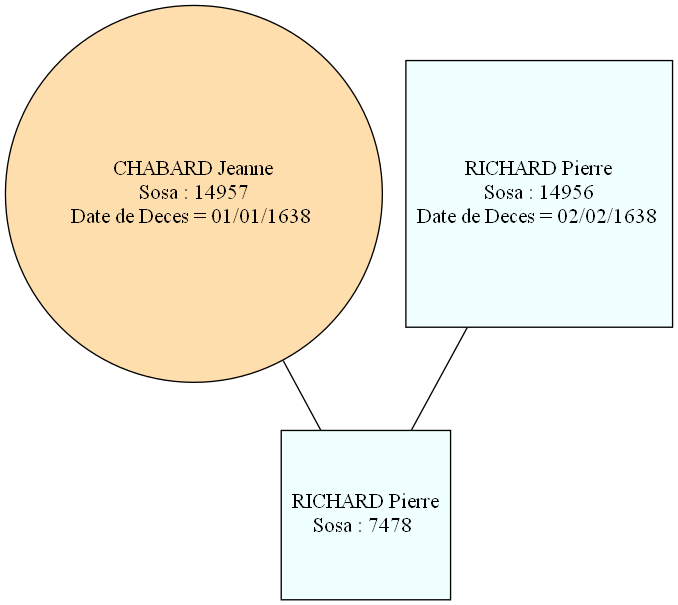 CHABARD Jeanne
Sosa : 14957
Date de Deces = 01/01/1638
RICHARD Pierre
Sosa : 14956
Date de Deces = 02/02/1638
RICHARD Pierre
Sosa : 7478